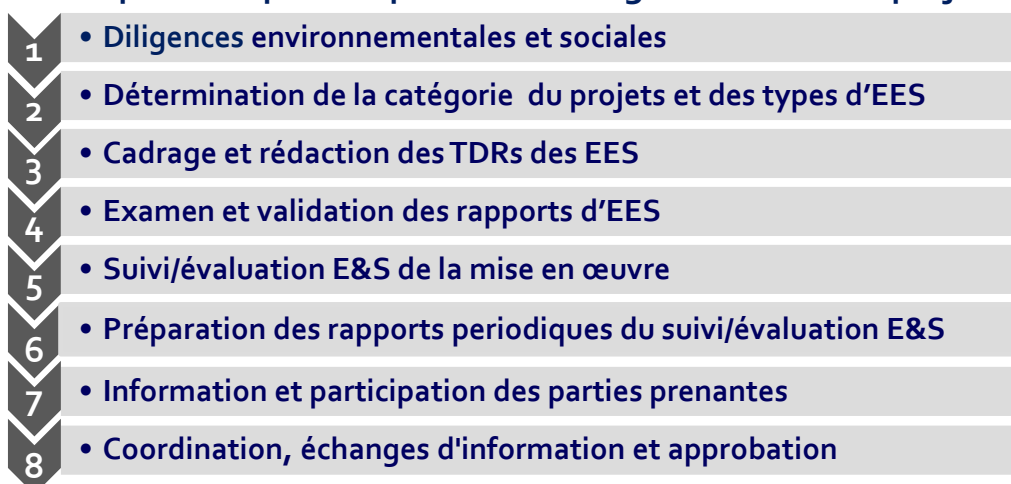 1 • Diligences environnementales et sociales
2 • Détermination de la catégorie du projets et des types d’EES
3 • Cadrage et rédaction des TDRs des EES
4 • Examen et validation des rapports d’EES
5 • Suivi/évaluation E&S de la mise en œuvre
6 • Préparation des rapports periodiques du suivi/évaluation E&S
7 • Information et participation des parties prenantes
8 • Coordination, échanges d'information et approbation